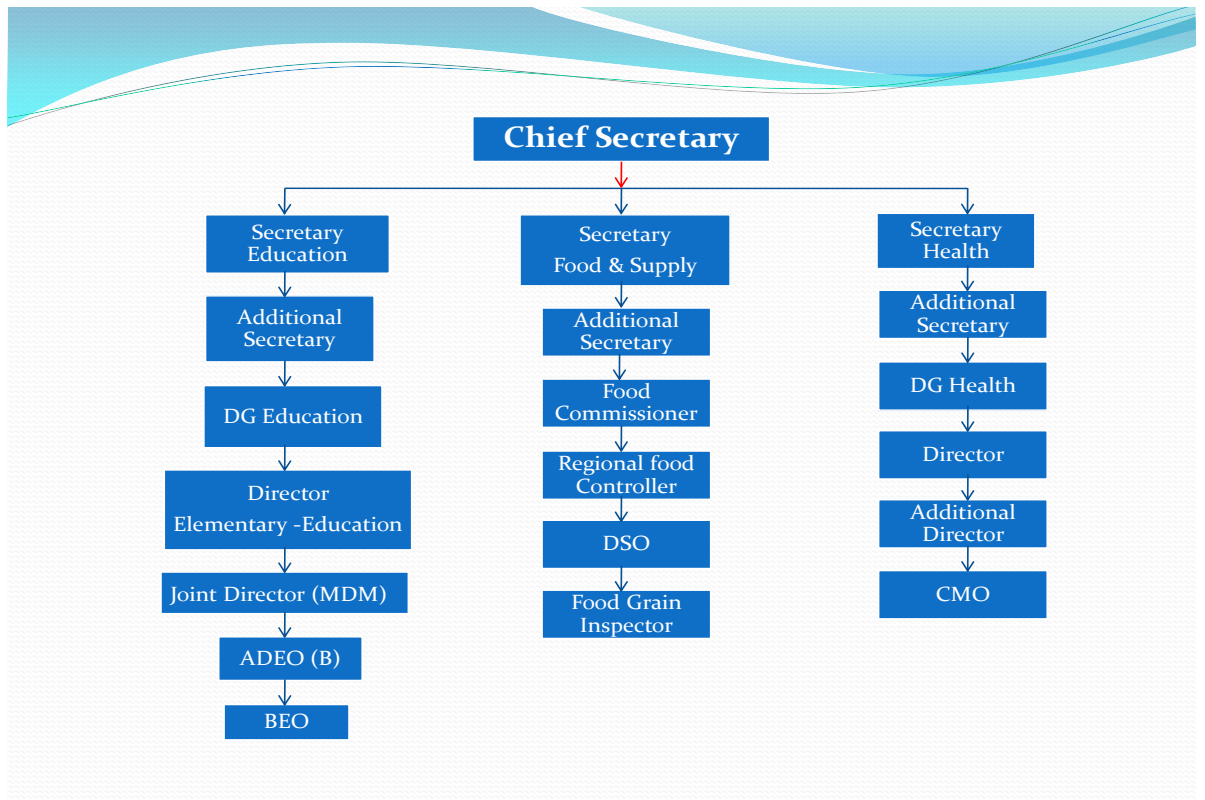 Chief Secretary
Secretary
Education
Additional
Secretary
DG Education
Director
Elementary -Education
Joint Director (MDM)
ADEO (B)
BEO
Secretary
Food & Supply
Additional
Secretary
Food
Commissioner
Regional food
Controller
DSO
Food Grain
Inspector
Secretary
Health
Additional
Secretary
DG Health
Director
Additional
Director
CMO